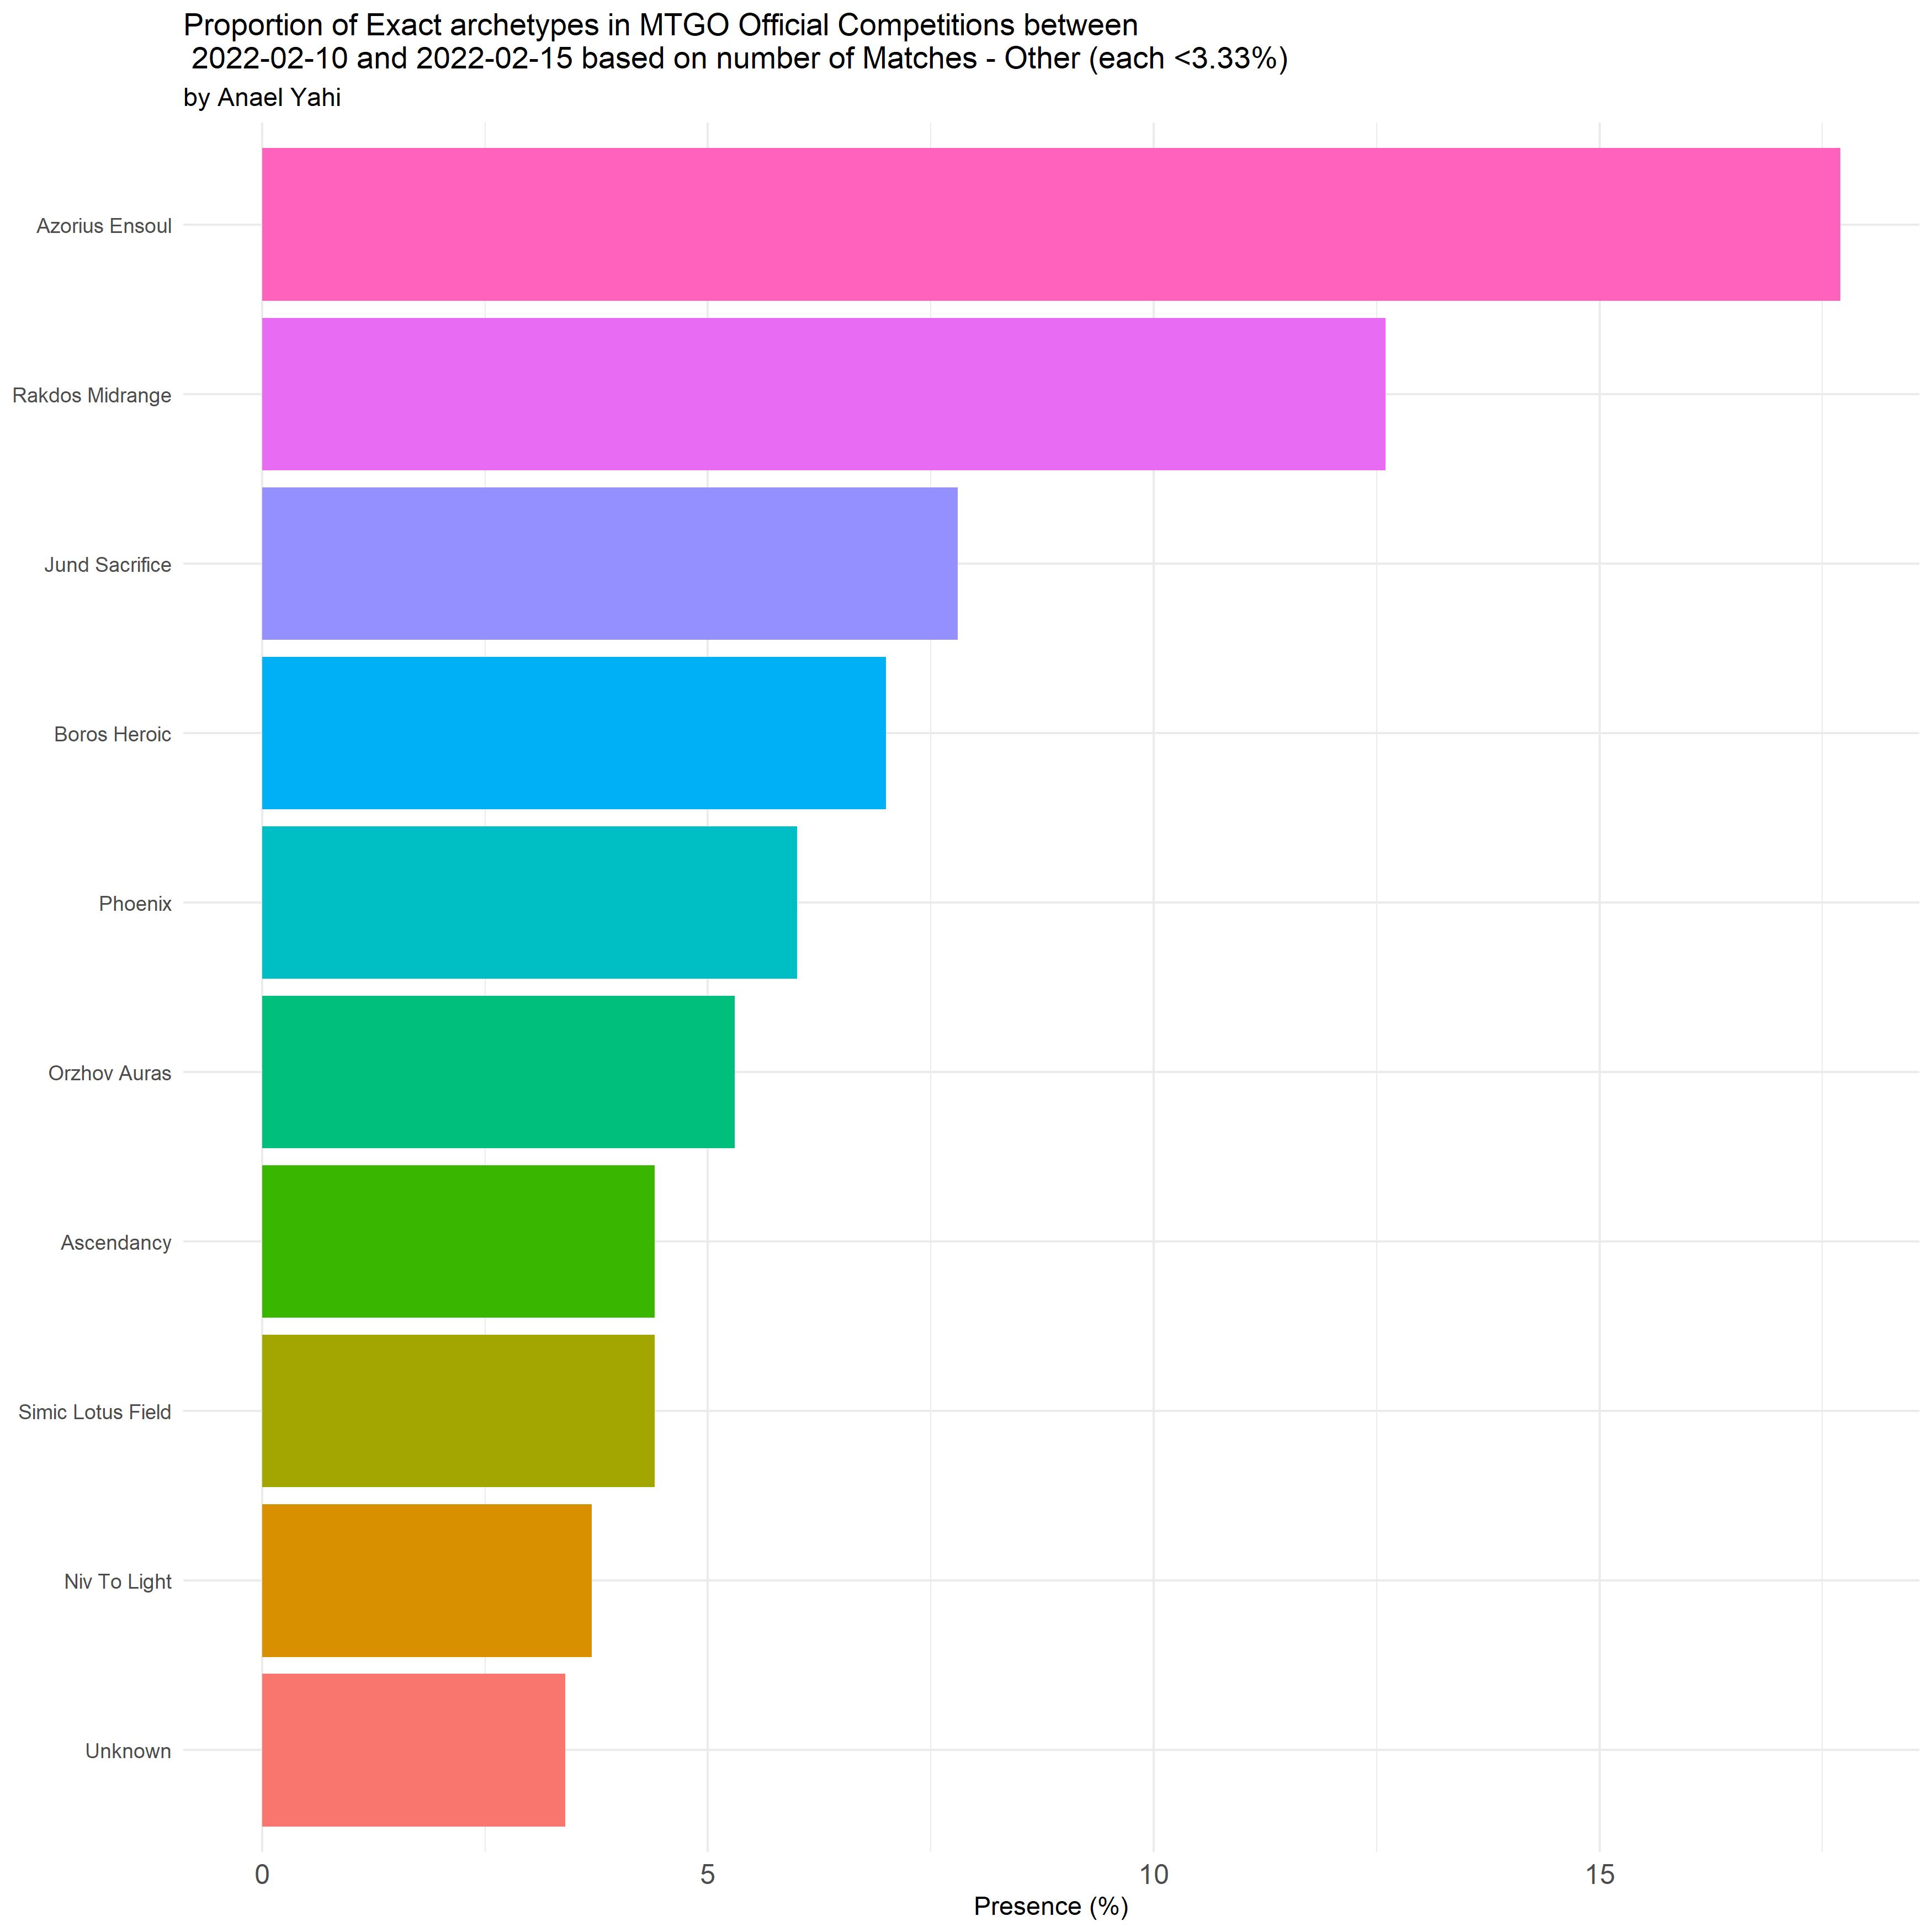 Proportion of Exact archetypes in MTGO Official Competitions between
2022-02-10 and 2022-02-15 based on number of Matches - Other (each <3.33%)
by Anael Yahi
Azorius Ensoul
Rakdos Midrange
Jund Sacrifice
Boros Heroic
Phoenix
Orzhov Auras
Ascendancy
Simic Lotus Field
Niv To Light
Unknown
0 5 10 15
Presence (%)